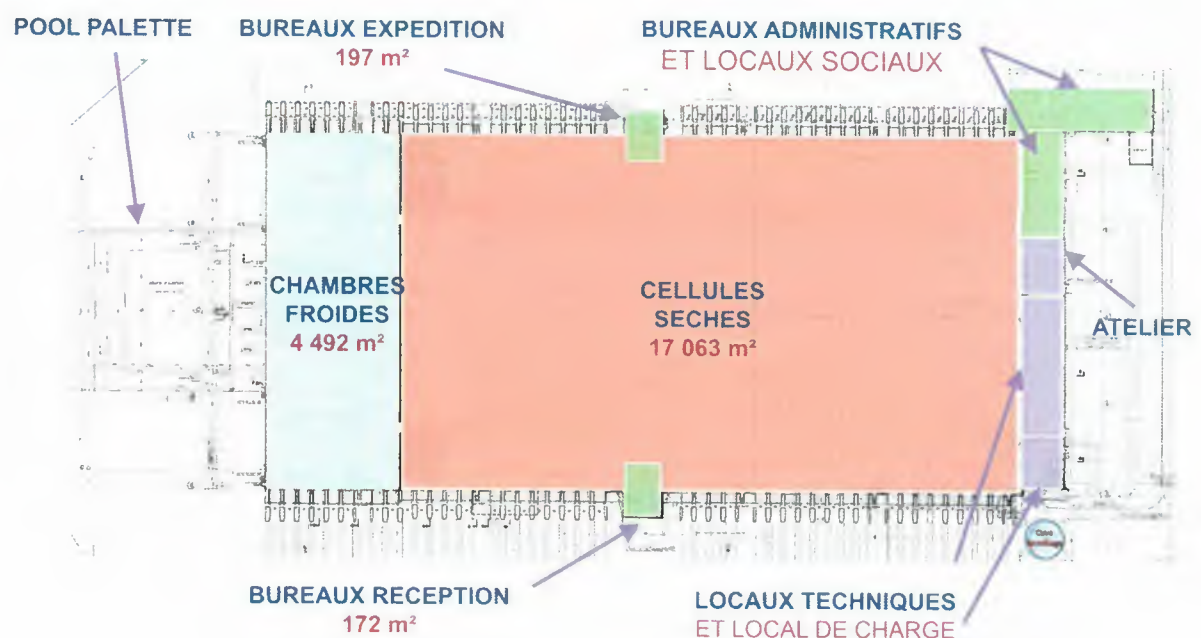 POOL PALETTE
BUREAUX EXPEDITION
197 m²
BUREAUX ADMINISTRATIFS
ET LOCAUX SOCIAUX
CHAMBRES
FROIDES
4 492 m²
CELLULES
SECHES
17 063 m²
ATELIER
BUREAUX RECEPTION
172 m²
LOCAUX TECHNIQUES
ET LOCAL DE CHARGE